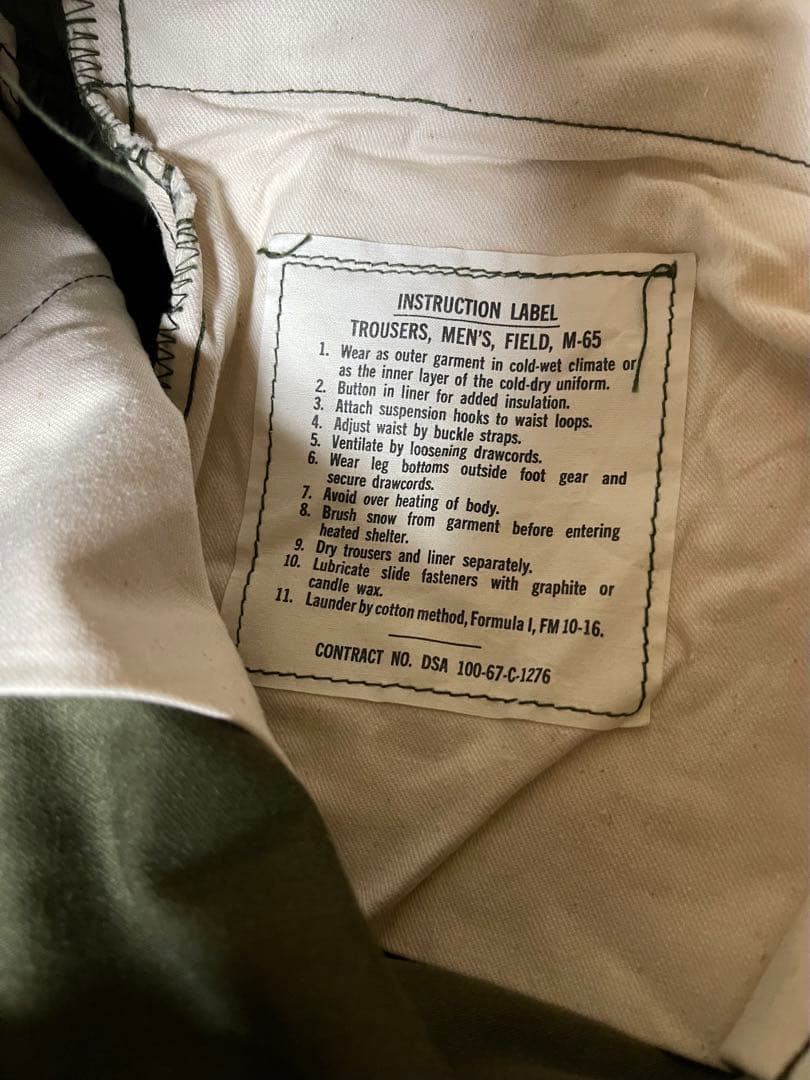 INSTRUCTION LABEL
TROUSERS, MEN'S, FIELD, M-65
1. Wear as outer garment in cold-wet climate or
as the inner layer of the cold-dry uniform.
2. Button in liner for added insulation.
3. Attach suspension hooks to waist loops.
4. Adjust waist by buckle straps.
5. Ventilate by loosening drawcords.
6. Wear leg bottoms outside foot gear and
secure drawcords.
7. Avoid over heating of body.
8. Brush snow from garment before entering
heated shelter.
9. Dry trousers and liner separately.
10. Lubricate slide fasteners with graphite or
candle wax.
11. Launder by cotton method, Formula I, FM 10-16.
CONTRACT NO. DSA 100-67-C-1276